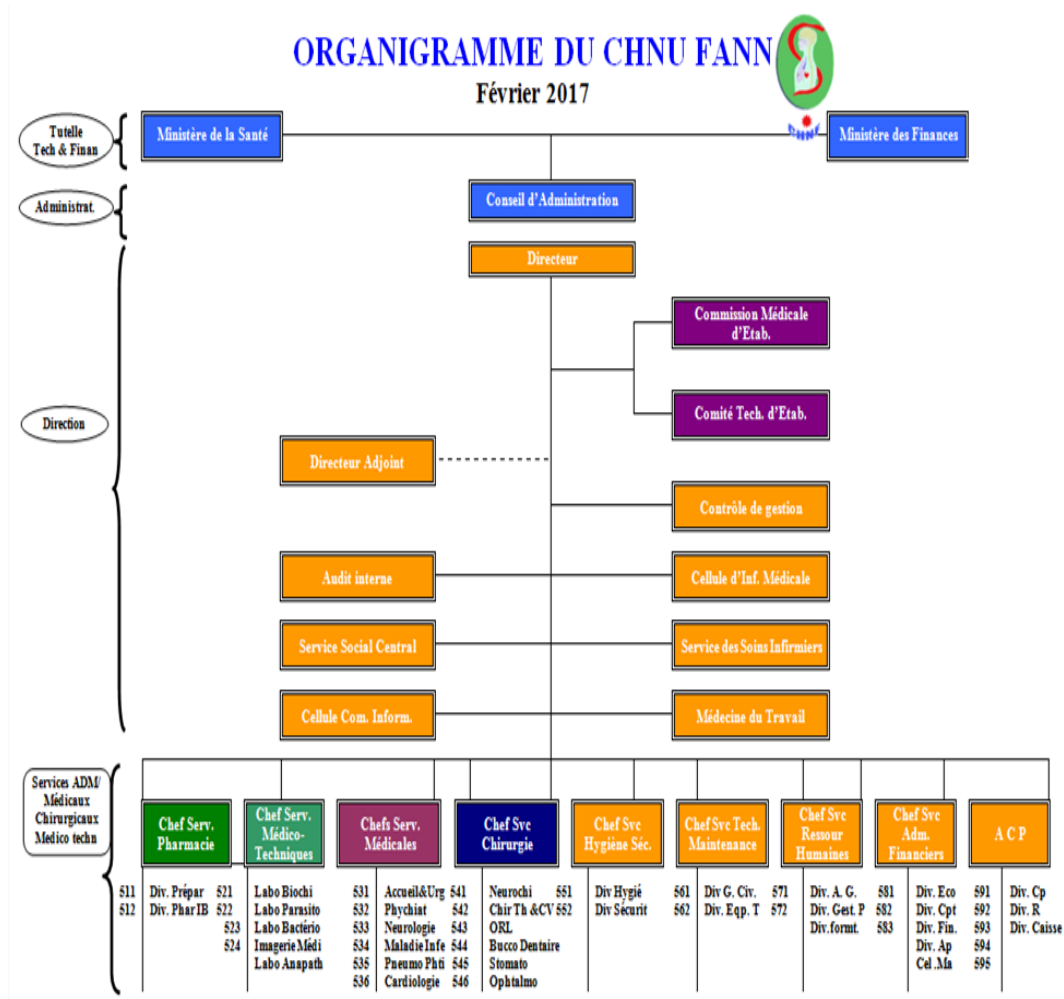 ORGANIGRAMME DU CHNU FANN
Février 2017
CHNF
Tutelle
Tech & Finan
Ministère de la Santé
Ministère des Finances
Administrat.
Conseil d'Administration
Directeur
Commission Médicale
d'Etab.
Direction
Comité Tech. d'Etab.
Directeur Adjoint
Contrôle de gestion
Audit interne
Cellule d'Inf. Médicale
Service Social Central
Service des Soins Infirmiers
Cellule Com. Inform.
Médecine du Travail
Services ADM/
Médicaux
Chirurgicaux
Medico techn
Chef Serv.
Pharmacie
Chef Serv.
Médico-
Techniques
Chefs Serv.
Médicales
Chef Svc
Chirurgie
Chef Svc
Hygiène Séc.
Chef Svc Tech.
Maintenance
Chef Svc
Ressour
Humaines
Chef Svc
Adm.
Financiers
A C P
511 Div. Prépar
512 Div. Phar IB
521 Labo Biochi
522 Labo Parasito
523 Labo Bactério
524 Imagerie Médi
Labo Anapath
531 Accueil&Urg
532 Phychiat
533 Neurologie
534 Maladie Infe
535 Pneumo Phti
536 Cardiologie
541 Neurochi
542 Chir Th &CV
543 ORL
544 Bucco Dentaire
545 Stomato
546 Ophtalmo
551 Div Hygié
552 Div Sécurit
561 Div G. Civ.
562 Div. Eqp. T
571 Div. A. G.
572 Div. Gest. P
Div.formt.
581 Div. Eco
582 Div. Cpt
583 Div. Fin.
Div. Ap
Cel .Ma
591 Div. Cp
592 Div. R
593 Div. Caisse
594
595